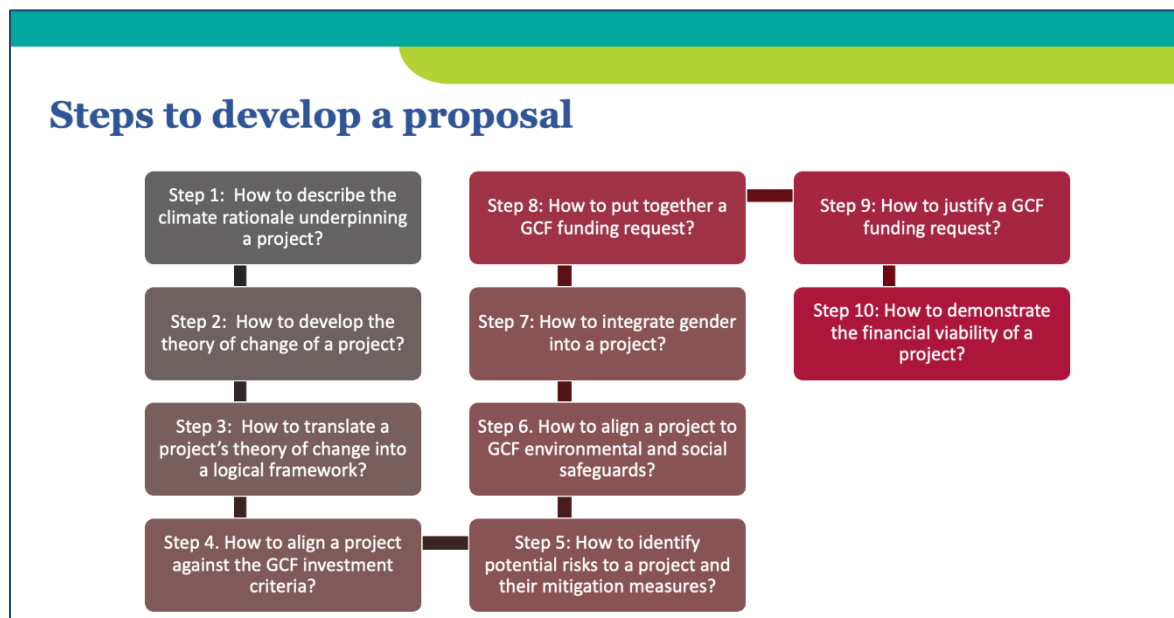 Steps to develop a proposal
Step 1:  How to describe the
climate rationale underpinning
a project?
Step 2:  How to develop the
theory of change of a project?
Step 3:  How to translate a
project’s theory of change into
a logical framework?
Step 4. How to align a project
against the GCF investment
criteria?
Step 5: How to identify
potential risks to a project and
their mitigation measures?
Step 6. How to align a project to
GCF environmental and social
safeguards?
Step 7: How to integrate gender
into a project?
Step 8: How to put together a
GCF funding request?
Step 9: How to justify a GCF
funding request?
Step 10: How to demonstrate
the financial viability of a
project?